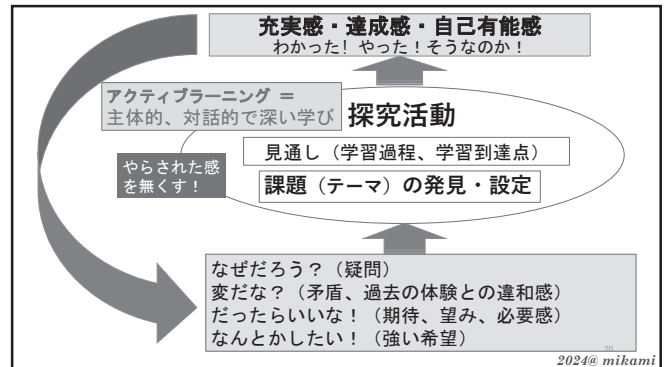 充実感・達成感・自己有能感
わかった！やった！そうなのか！
アクティブラーニング ＝
主体的、対話的で深い学び
探究活動
見通し（学習過程、学習到達点）
やらされた感
を無くす！
課題（テーマ）の発見・設定
なぜだろう？（疑問）
変だな？（矛盾、過去の体験との違和感）
だったらいいな！（期待、望み、必要感）
なんとかしたい！（強い希望）
20
2024@ mikami